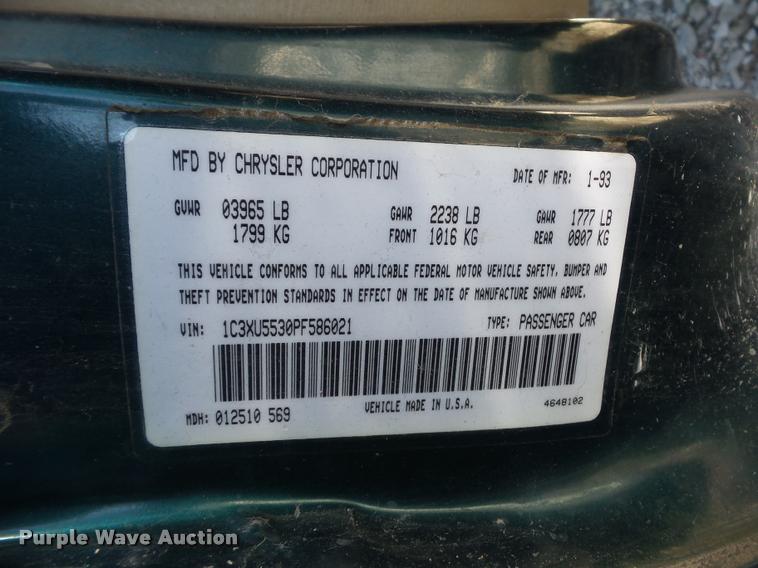 MFD BY CHRYSLER CORPORATION DATE OF MFR: 1-93
GVWR 03965 LB GAWR 2238 LB GAWR 1777 LB
1799 KG FRONT 1016 KG REAR 0807 KG
THIS VEHICLE CONFORMS TO ALL APPLICABLE FEDERAL MOTOR VEHICLE SAFETY, BUMPER AND
THEFT PREVENTION STANDARDS IN EFFECT ON THE DATE OF MANUFACTURE SHOWN ABOVE.
VIN: 1C3XU5530PF586021 TYPE: PASSENGER CAR
MDH: 012510 569 VEHICLE MADE IN U.S.A. 4648102
Purple Wave Auction